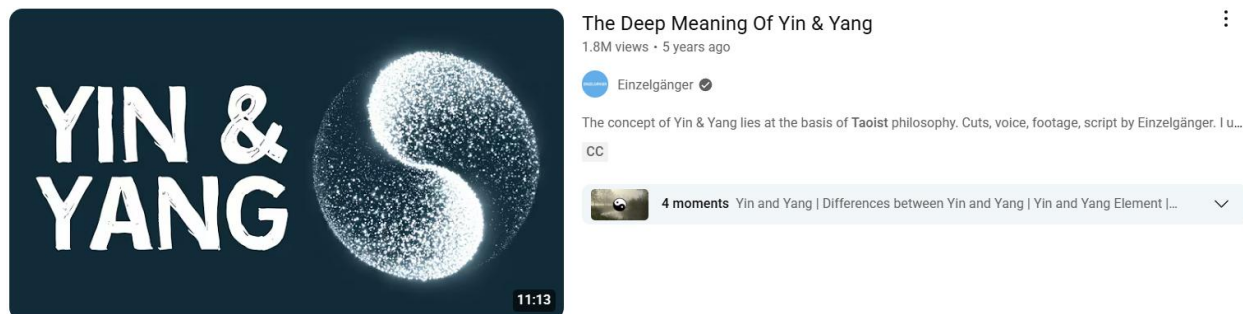 YIN &
YANG
11:13
The Deep Meaning Of Yin & Yang
1.8M views • 5 years ago
Einzelgänger
The concept of Yin & Yang lies at the basis of Taoist philosophy. Cuts, voice, footage, script by Einzelgänger. I u...
CC
4 moments Yin and Yang | Differences between Yin and Yang | Yin and Yang Element |...